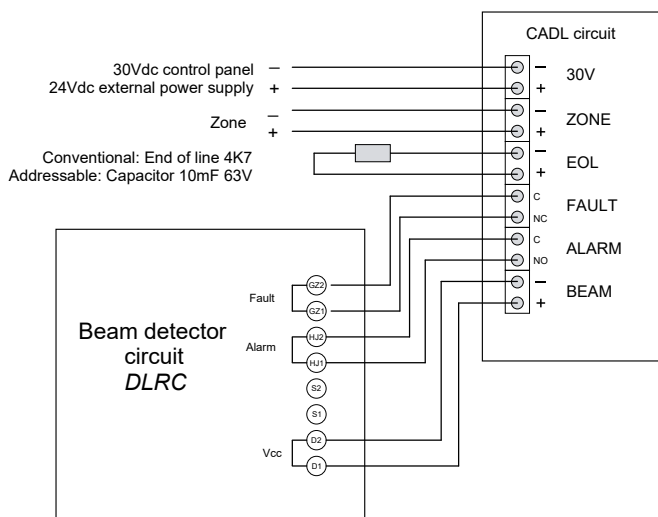 CADL circuit
30Vdc control panel −
24Vdc external power supply +
− 30V
+
Zone −
+
− ZONE
+
Conventional: End of line 4K7
Addressable: Capacitor 10mF 63V
− EOL
+
C FAULT
NC
C ALARM
NO
− BEAM
+
Beam detector
circuit
DLRC
Fault
GZ2
GZ1
Alarm
HJ2
HJ1
S2
S1
Vcc
D2
D1